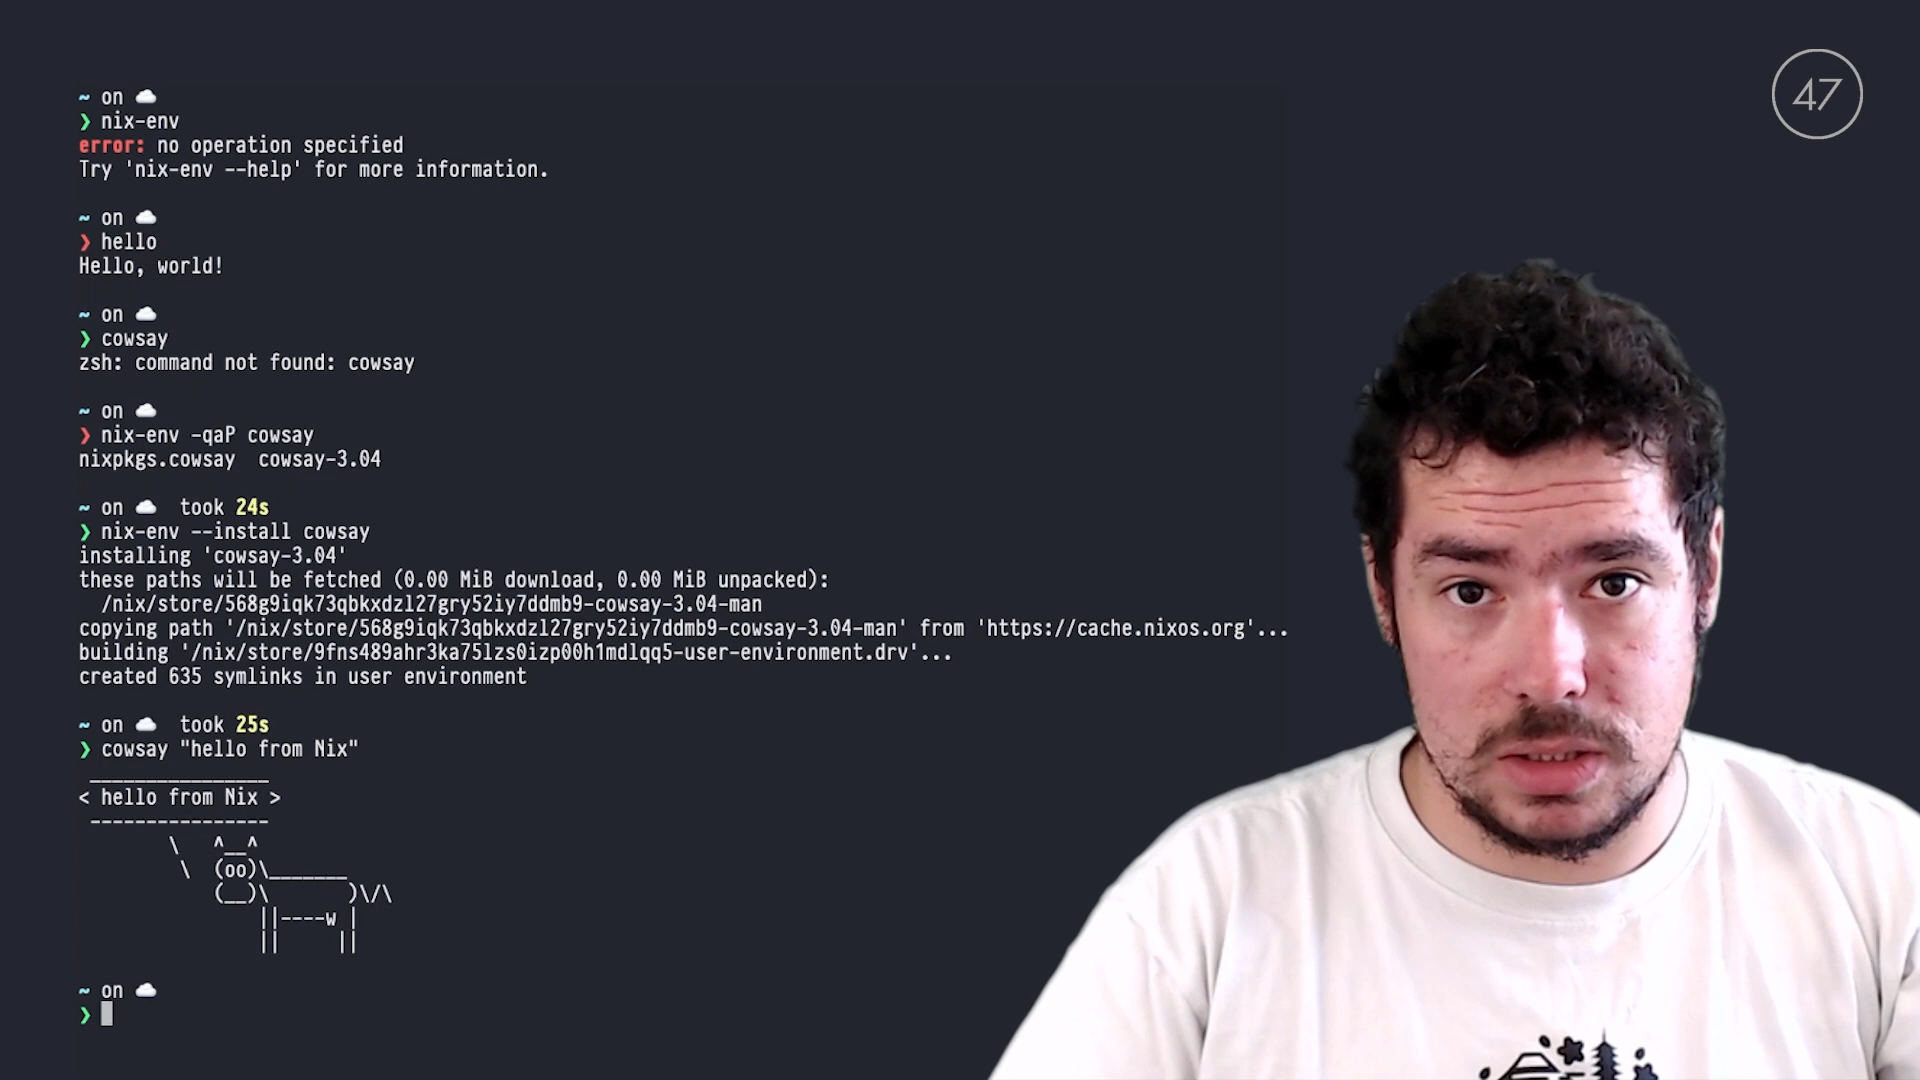 ~ on ☁️
❯ nix-env
error: no operation specified
Try 'nix-env --help' for more information.
~ on ☁️
❯ hello
Hello, world!
~ on ☁️
❯ cowsay
zsh: command not found: cowsay
~ on ☁️
❯ nix-env -qaP cowsay
nixpkgs.cowsay  cowsay-3.04
~ on ☁️  took 24s
❯ nix-env --install cowsay
installing 'cowsay-3.04'
these paths will be fetched (0.00 MiB download, 0.00 MiB unpacked):
  /nix/store/568g9iqk73qbkxdzl27gry52iy7ddmb9-cowsay-3.04-man
copying path '/nix/store/568g9iqk73qbkxdzl27gry52iy7ddmb9-cowsay-3.04-man' from 'https://cache.nixos.org'...
building '/nix/store/9fns489ahr3ka75lzs0izp00h1mdlqq5-user-environment.drv'...
created 635 symlinks in user environment
~ on ☁️  took 25s
❯ cowsay "hello from Nix"
 ________________
< hello from Nix >
 ----------------
        \   ^__^
         \  (oo)\_______
            (__)\       )\/\
                ||----w |
                ||     ||
~ on ☁️
❯
47